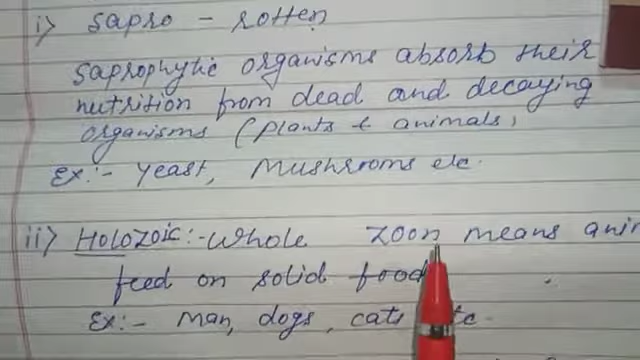 i) Sapro - rotten
Saprophytic organisms absorb their
nutrition from dead and decaying
organisms (plants & animals)
Ex:- Yeast, Mushrooms etc.
ii) Holozoic:- Whole zoon means
feed on solid food
Ex:- Man, dogs, cats